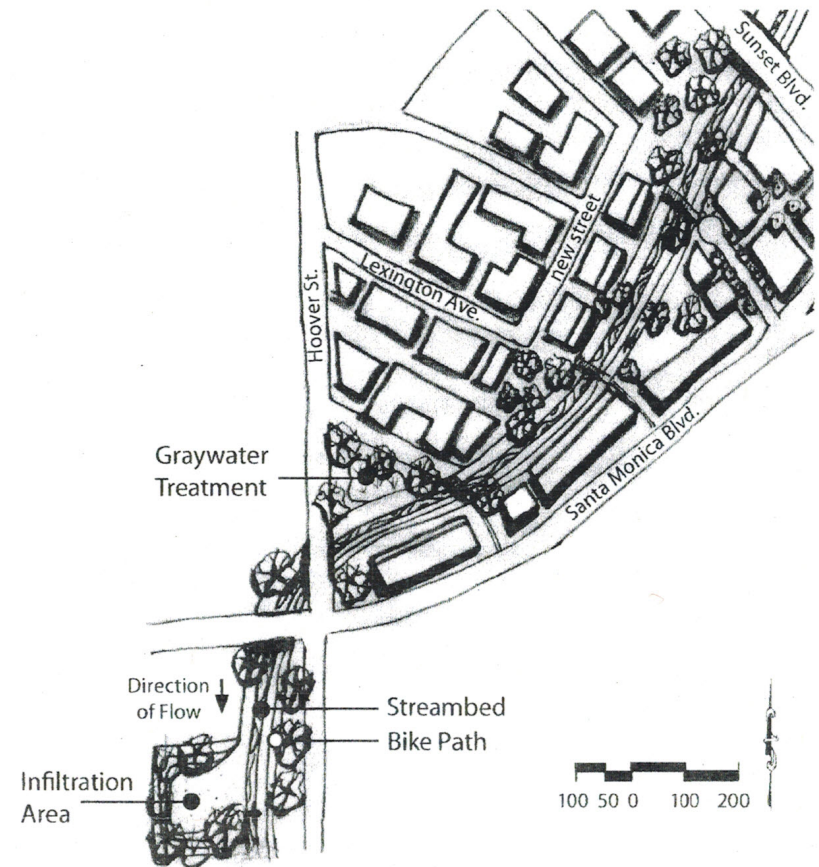 Sunset Blvd.
new street
Lexington Ave.
Hoover St.
Graywater
Treatment
Santa Monica Blvd.
Direction
of Flow
Streambed
Bike Path
Infiltration
Area
100 50 0 100 200